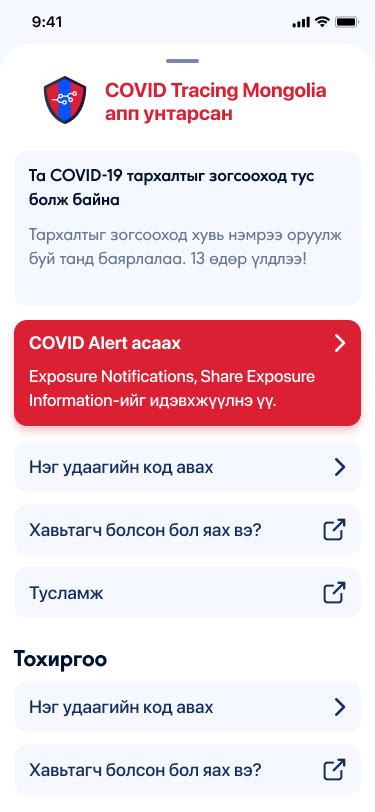 9:41
COVID Tracing Mongolia
апп унтарсан
Та COVID-19 тархалтыг зогсооход тус
болж байна
Тархалтыг зогсооход хувь нэмрээ оруулж
буй танд баярлалаа. 13 өдөр үлдлээ!
COVID Alert асаах
Exposure Notifications, Share Exposure
Information-ийг идэвхжүүлнэ үү.
Нэг удаагийн код авах
Хавьтагч болсон бол яах вэ?
Тусламж
Тохиргоо
Нэг удаагийн код авах
Хавьтагч болсон бол яах вэ?